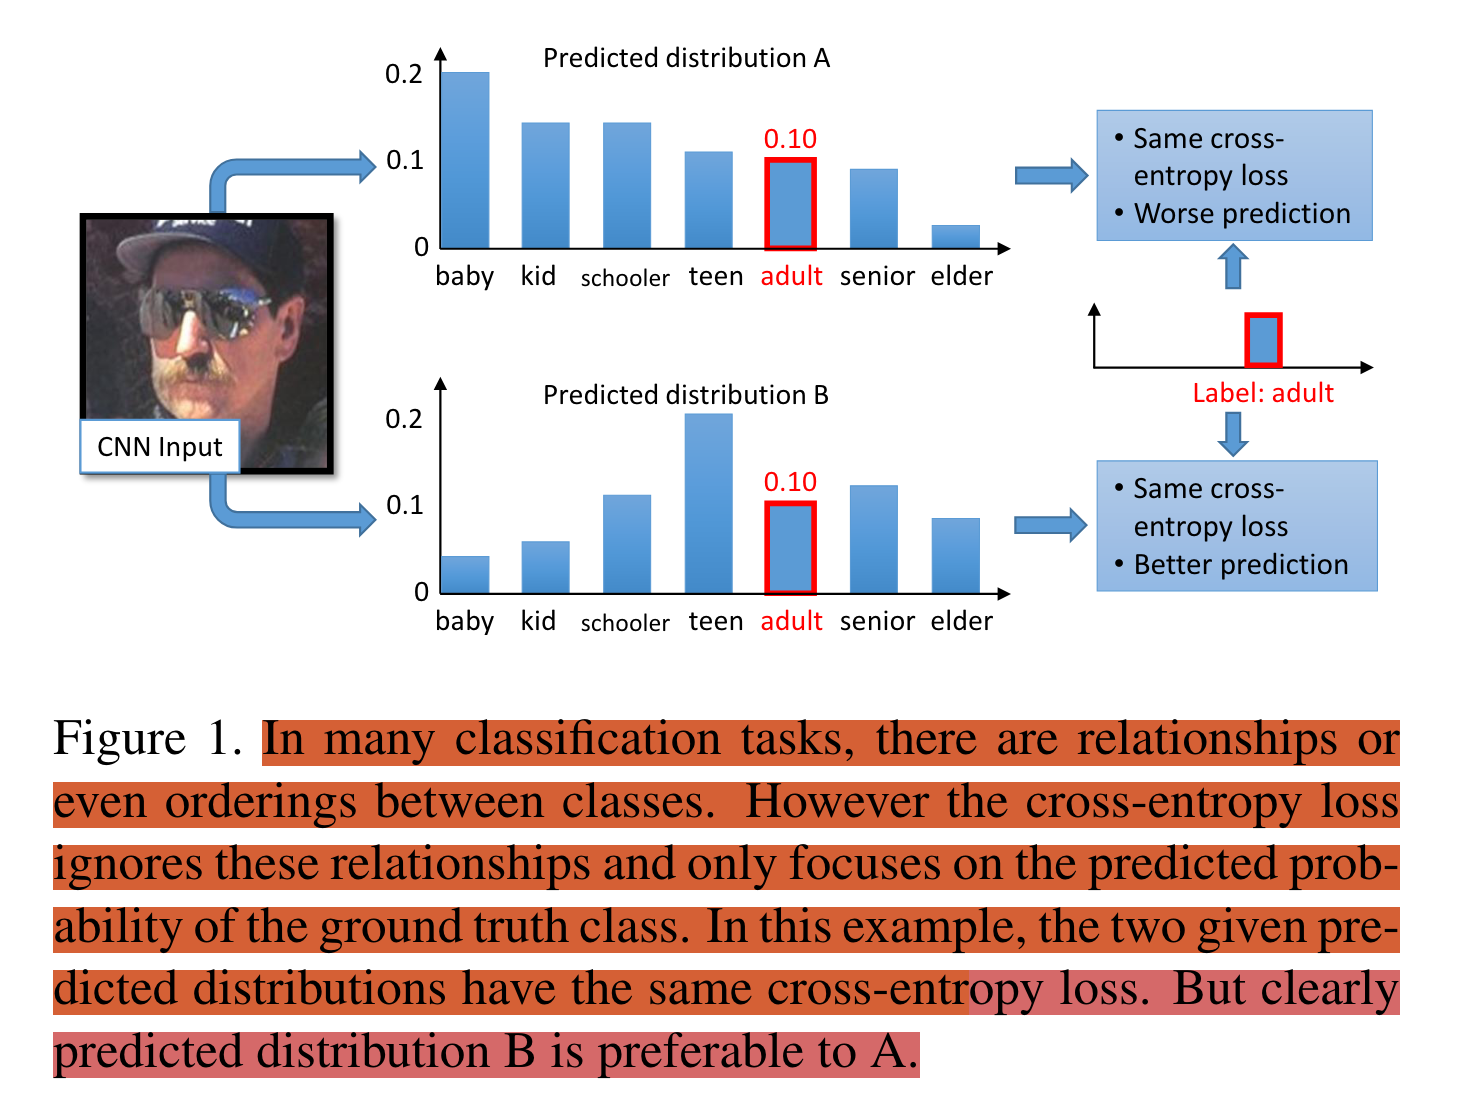 Predicted distribution A
0.2
0.1
0
0.10
baby kid schooler teen adult senior elder
• Same cross-
entropy loss
• Worse prediction
CNN Input
Label: adult
Predicted distribution B
0.2
0.1
0
0.10
baby kid schooler teen adult senior elder
• Same cross-
entropy loss
• Better prediction
Figure 1. In many classification tasks, there are relationships or
even orderings between classes. However the cross-entropy loss
ignores these relationships and only focuses on the predicted prob-
ability of the ground truth class. In this example, the two given pre-
dicted distributions have the same cross-entropy loss. But clearly
predicted distribution B is preferable to A.